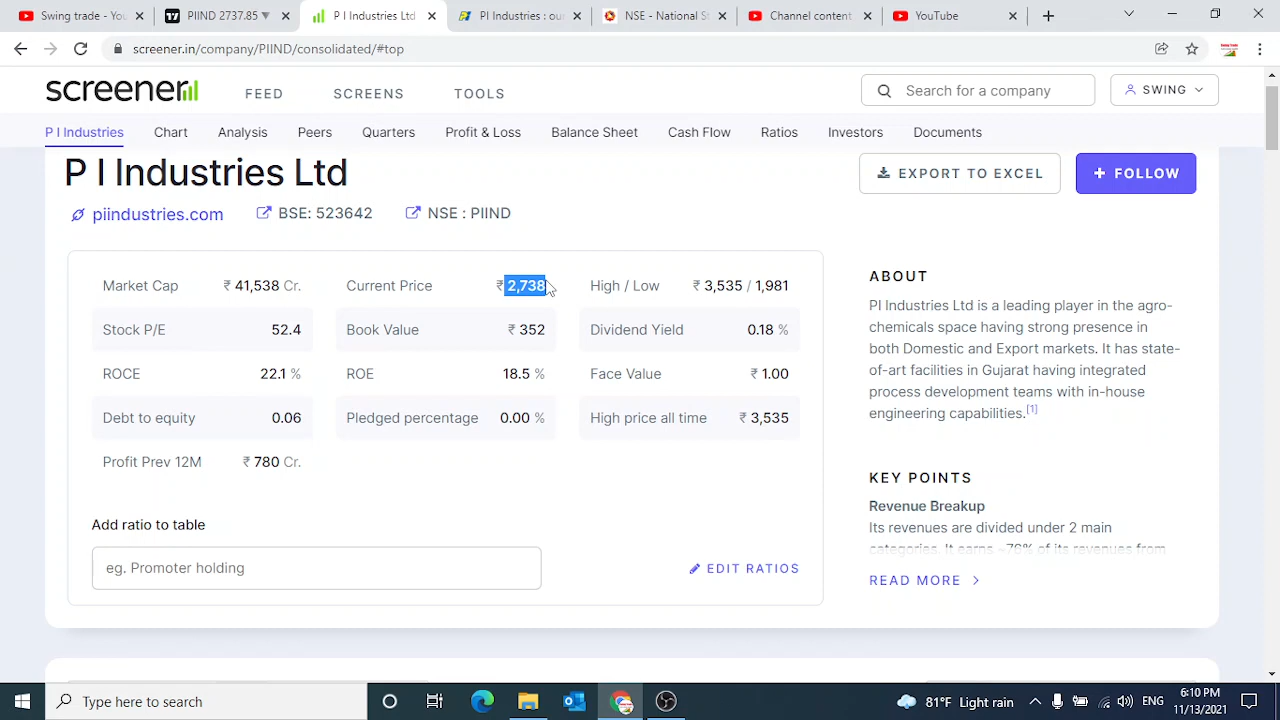 Swing trade - You
PIIND 2737.85
P I Industries Ltd
PI Industries : our
NSE - National S
Channel content
YouTube
screener.in/company/PIIND/consolidated/#top
screener
FEED
SCREENS
TOOLS
Search for a company
SWING
P I Industries
Chart
Analysis
Peers
Quarters
Profit & Loss
Balance Sheet
Cash Flow
Ratios
Investors
Documents
P I Industries Ltd
EXPORT TO EXCEL
+ FOLLOW
piindustries.com
BSE: 523642
NSE : PIIND
Market Cap ₹ 41,538 Cr.
Current Price ₹ 2,738
High / Low ₹ 3,535 / 1,981
Stock P/E 52.4
Book Value ₹ 352
Dividend Yield 0.18 %
ROCE 22.1 %
ROE 18.5 %
Face Value ₹ 1.00
Debt to equity 0.06
Pledged percentage 0.00 %
High price all time ₹ 3,535
Profit Prev 12M ₹ 780 Cr.
Add ratio to table
eg. Promoter holding
EDIT RATIOS
ABOUT
PI Industries Ltd is a leading player in the agro-
chemicals space having strong presence in
both Domestic and Export markets. It has state-
of-art facilities in Gujarat having integrated
process development teams with in-house
engineering capabilities.[1]
KEY POINTS
Revenue Breakup
Its revenues are divided under 2 main
categories. It earns ~76% of its revenues from
READ MORE
Type here to search
81°F Light rain
ENG
6:10 PM
11/13/2021